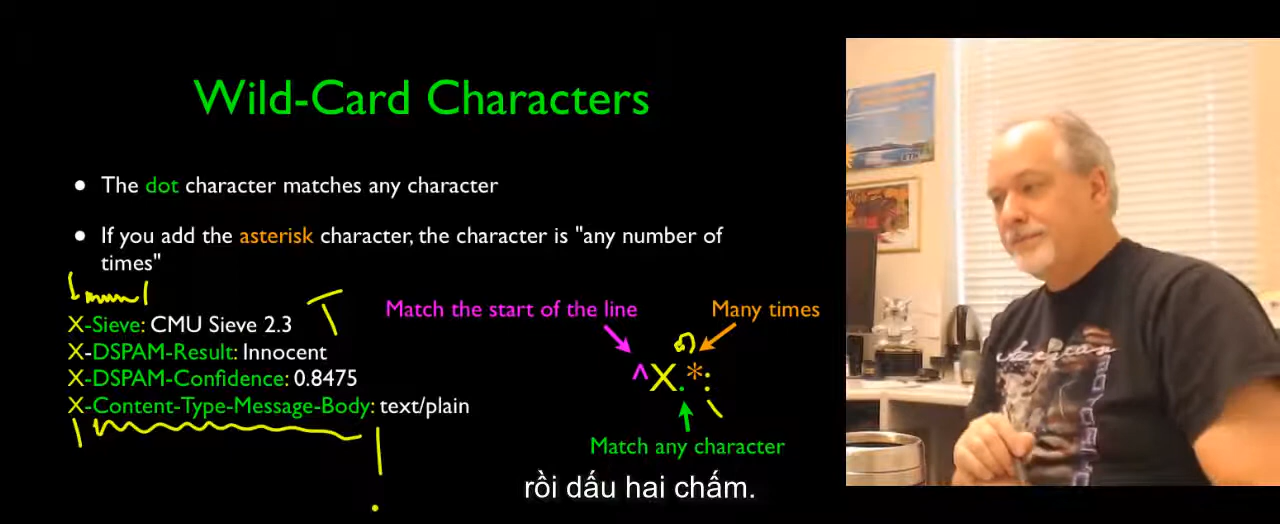 Wild-Card Characters
● The dot character matches any character
● If you add the asterisk character, the character is "any number of
times"
Match the start of the line
Many times
X-Sieve: CMU Sieve 2.3
X-DSPAM-Result: Innocent
X-DSPAM-Confidence: 0.8475
X-Content-Type-Message-Body: text/plain
^X.*:
Match any character
rồi dấu hai chấm.